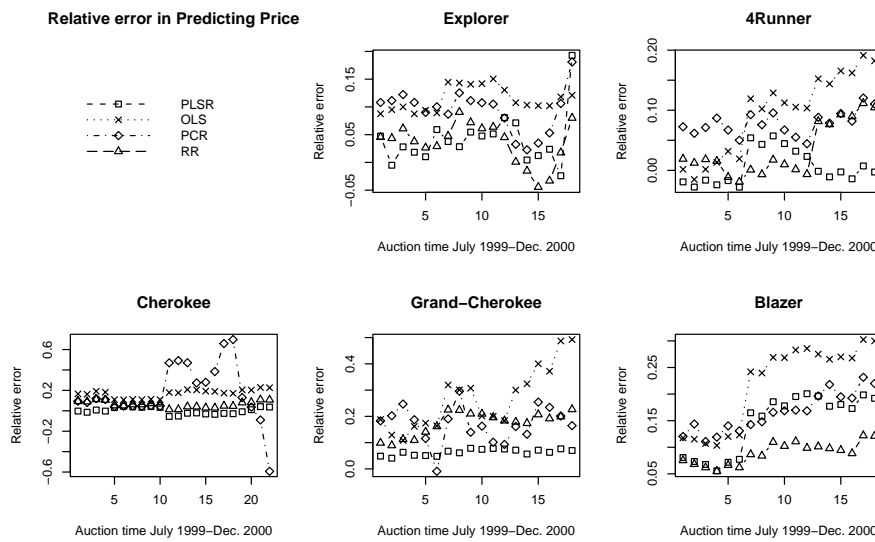 Relative error in Predicting Price
PLSR
OLS
PCR
RR
Explorer
Relative error
−0.05 0.05 0.15
5 10 15
Auction time July 1999−Dec. 2000
4Runner
Relative error
0.00 0.10 0.20
5 10 15
Auction time July 1999−Dec. 2000
Cherokee
Relative error
−0.6 −0.2 0.2 0.6
5 10 15 20
Auction time July 1999−Dec. 2000
Grand−Cherokee
Relative error
0.0 0.2 0.4
5 10 15
Auction time July 1999−Dec. 2000
Blazer
Relative error
0.05 0.15 0.25
5 10 15
Auction time July 1999−Dec. 2000